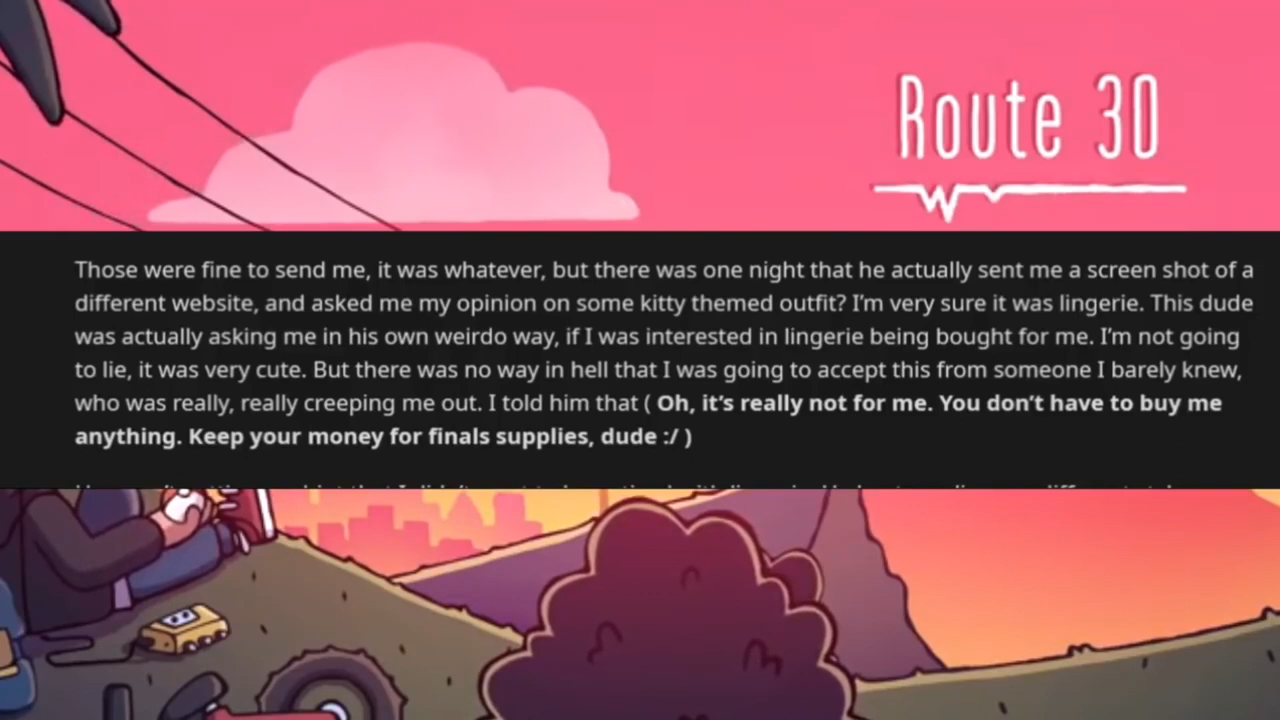 Route 30
Those were fine to send me, it was whatever, but there was one night that he actually sent me a screen shot of a
different website, and asked me my opinion on some kitty themed outfit? I'm very sure it was lingerie. This dude
was actually asking me in his own weirdo way, if I was interested in lingerie being bought for me. I'm not going
to lie, it was very cute. But there was no way in hell that I was going to accept this from someone I barely knew,
who was really, really creeping me out. I told him that ( Oh, it's really not for me. You don't have to buy me
anything. Keep your money for finals supplies, dude :/ )